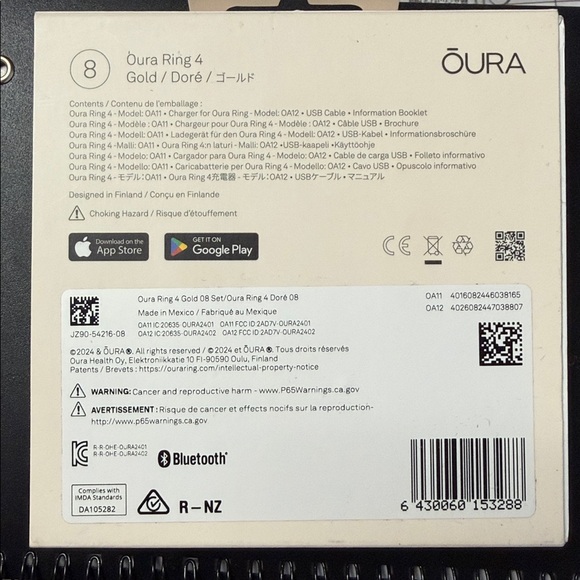 8
Oura Ring 4
Gold / Doré / ゴールド
ŌURA
Contents / Contenu de l'emballage :
Oura Ring 4 - Model: OA11 • Charger for Oura Ring - Model: OA12 • USB Cable • Information Booklet
Oura Ring 4 - Modèle : OA11 • Chargeur pour Oura Ring 4 - Modèle : OA12 • Câble USB • Brochure
Oura Ring 4 - Modell: OA11 • Ladegerät für den Oura Ring 4 - Modell: OA12 • USB-Kabel • Informationsbroschüre
Oura Ring 4 -Malli: OA11 • Oura Ring 4:n laturi - Malli: OA12 •USB-kaapeli •Käyttöohje
Oura Ring 4 - Modelo: OA11 • Cargador para Oura Ring 4 - Modelo: OA12 • Cable de carga USB • Folleto informativo
Oura Ring 4 - Modello: OA11 • Caricabatterie per Oura Ring 4 - Modello: OA12 • Cavo USB • Opuscolo informativo
Oura Ring 4 - モデル:OA11 • Oura Ring 4充電器 - モデル:OA12 • USBケーブル • マニュアル
Designed in Finland / Conçu en Finlande
Choking Hazard / Risque d'étouffement
Download on the
App Store
GET IT ON
Google Play
CE
Oura Ring 4 Gold 08 Set/Oura Ring 4 Doré 08
Made in Mexico / Fabriqué au Mexique
OA11 IC:20635-OURA2401 OA11 FCC ID:2AD7V-OURA2401
OA12 IC:20635-OURA2402 OA12 FCC ID:2AD7V-OURA2402
OA11 4016082446038165
OA12 4026082447038807
JZ90-54216-08
©2024 & ŌURA ®. All rights reserved / © 2024 et ŌURA ®. Tous droits réservés
Oura Health Oy, Elektroniikkatie 10 FI-90590 Oulu, Finland
Patents / Brevets : https://ouraring.com/intellectual-property-notice
WARNING: Cancer and reproductive harm - www.P65Warnings.ca.gov
AVERTISSEMENT: Risque de cancer et effects nocifs sur la reproduction-
http://www.p65warnings.ca.gov
R-R-OHE-OURA2401
R-R-OHE-OURA2402
Bluetooth®
Complies with
IMDA Standards
DA105282
R-NZ
6 430060 153288